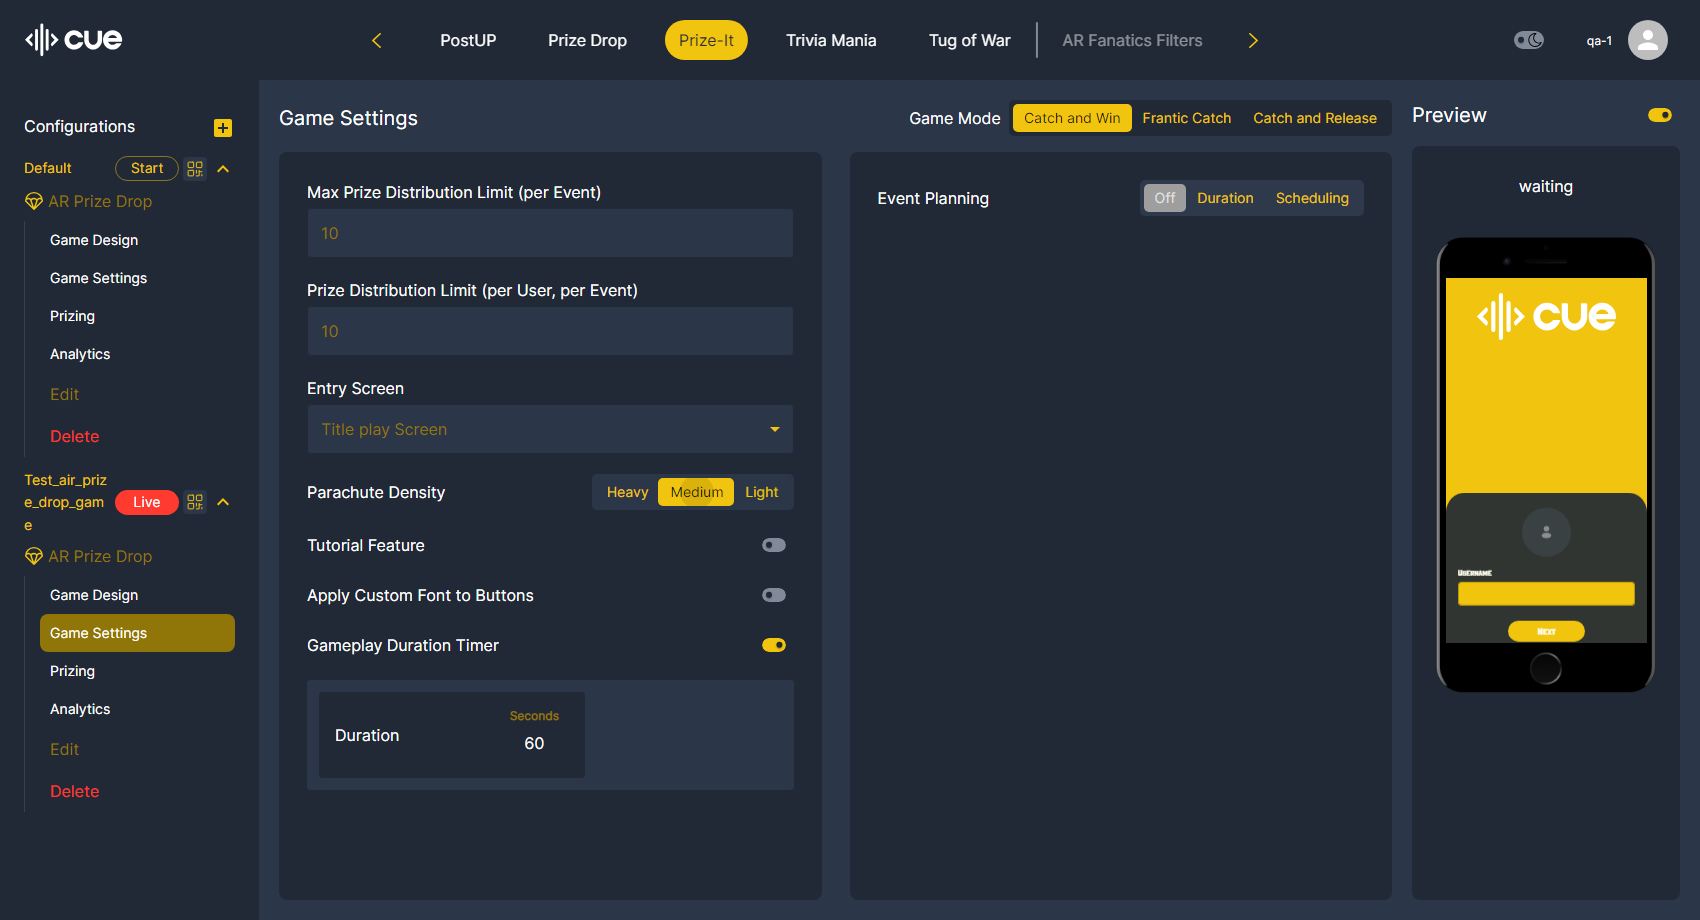 cue
PostUP
Prize Drop
Prize-It
Trivia Mania
Tug of War
AR Fanatics Filters
qa-1
Configurations
Default
Start
AR Prize Drop
Game Design
Game Settings
Prizing
Analytics
Edit
Delete
Test_air_priz
e_drop_gam
e
Live
AR Prize Drop
Game Design
Game Settings
Prizing
Analytics
Edit
Delete
Game Settings
Game Mode
Catch and Win
Frantic Catch
Catch and Release
Max Prize Distribution Limit (per Event)
10
Prize Distribution Limit (per User, per Event)
10
Entry Screen
Title play Screen
Parachute Density
Heavy
Medium
Light
Tutorial Feature
Apply Custom Font to Buttons
Gameplay Duration Timer
Duration
Seconds
60
Event Planning
Off
Duration
Scheduling
Preview
waiting
cue
Username
Next